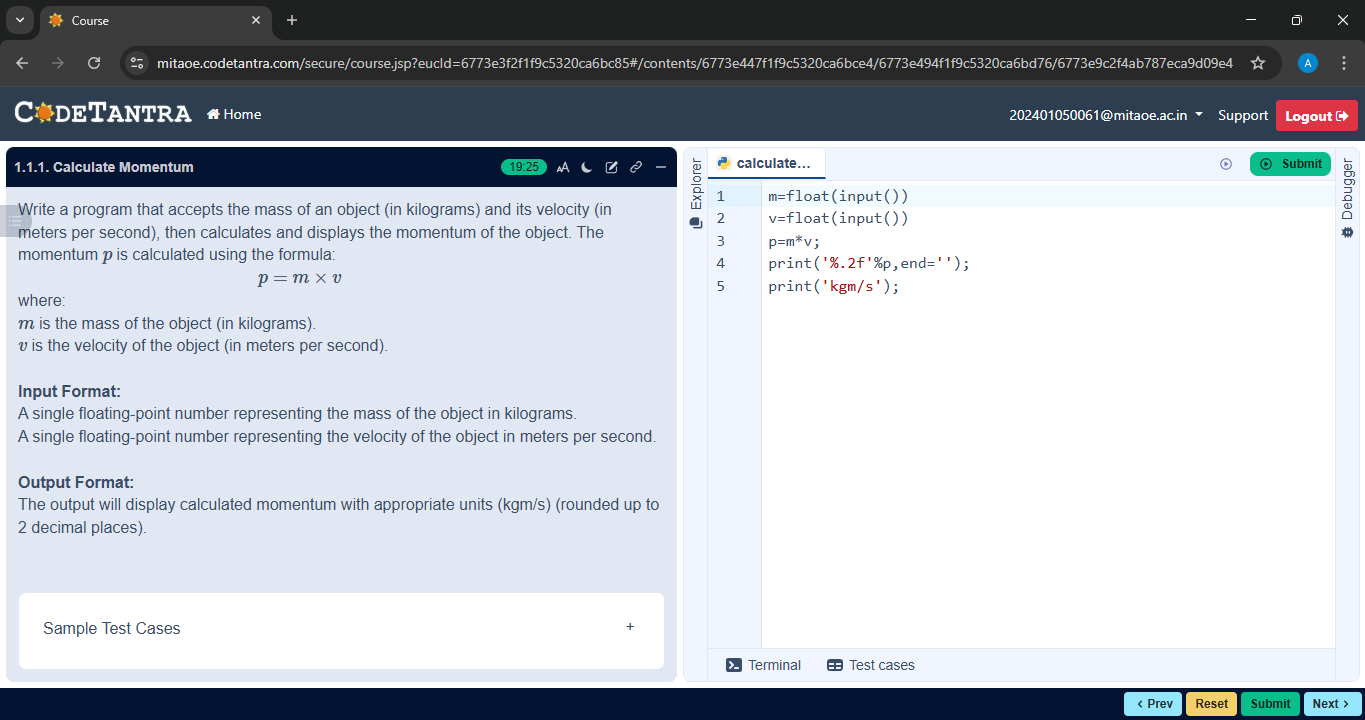 Course
mitaoe.codetantra.com/secure/course.jsp?eucId=6773e3f2f1f9c5320ca6bc85#/contents/6773e447f1f9c5320ca6bce4/6773e494f1f9c5320ca6bd76/6773e9c2f4ab787eca9d09e4
A
CODETANTRA
Home
202401050061@mitaoe.ac.in
Support
Logout
1.1.1. Calculate Momentum
19:25
AA
Write a program that accepts the mass of an object (in kilograms) and its velocity (in
meters per second), then calculates and displays the momentum of the object. The
momentum p is calculated using the formula:
p = m × v
where:
m is the mass of the object (in kilograms).
v is the velocity of the object (in meters per second).
Input Format:
A single floating-point number representing the mass of the object in kilograms.
A single floating-point number representing the velocity of the object in meters per second.
Output Format:
The output will display calculated momentum with appropriate units (kgm/s) (rounded up to
2 decimal places).
Sample Test Cases
+
Explorer
calculate...
Submit
Debugger
1 m=float(input())
2 v=float(input())
3 p=m*v;
4 print('%.2f'%p,end='');
5 print('kgm/s');
Terminal
Test cases
< Prev
Reset
Submit
Next >